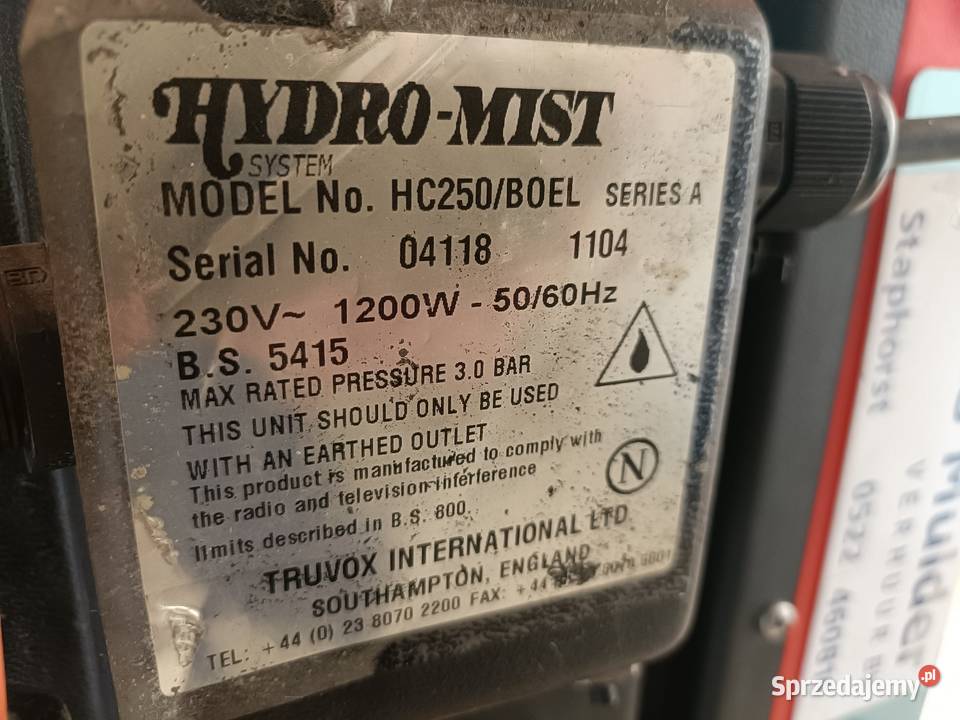 HYDRO-MIST
SYSTEM
MODEL No. HC250/BOEL SERIES A
Serial No. 04118 1104
230V~ 1200W - 50/60Hz
B.S. 5415
MAX RATED PRESSURE 3.0 BAR
THIS UNIT SHOULD ONLY BE USED
WITH AN EARTHED OUTLET
This product is manufactured to comply with
the radio and television interference
limits described in B.S. 800.
N
TRUVOX INTERNATIONAL LTD
SOUTHAMPTON, ENGLAND
TEL: +44 (0) 23 8070 2200 FAX: +44
Mulder
VERHUUR
Staphorst 0522
Sprzedajemy.pl